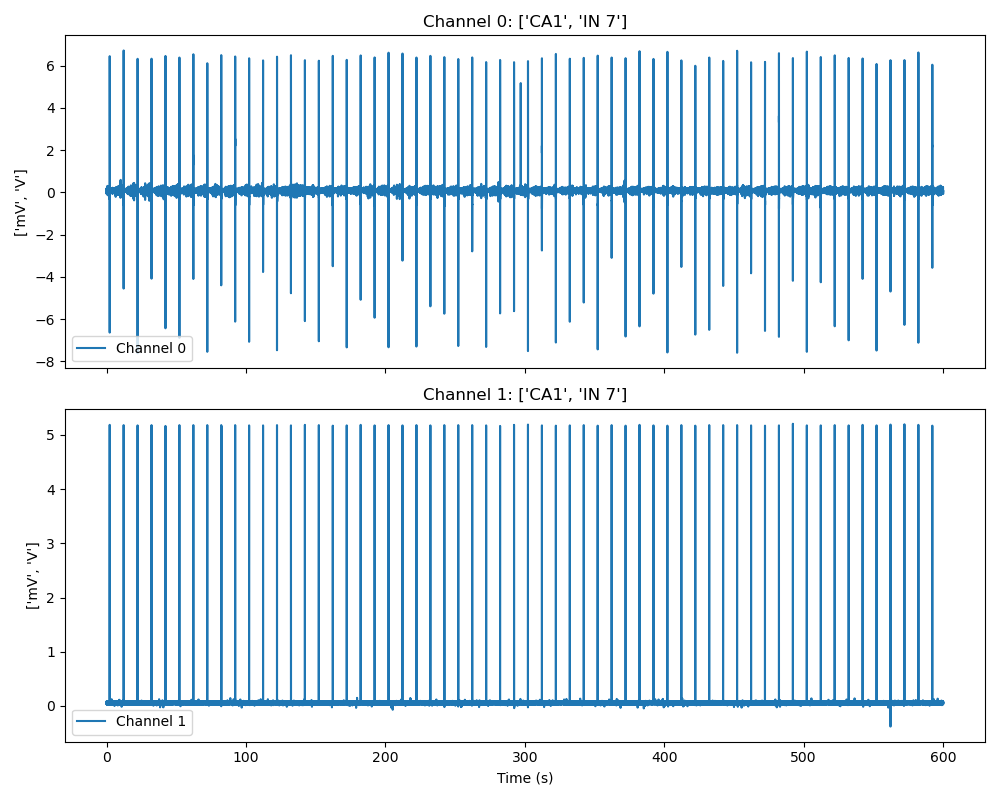 Channel 0: ['CA1', 'IN 7']
['mV', 'V']
6
4
2
0
−2
−4
−6
−8
Channel 0
Channel 1: ['CA1', 'IN 7']
['mV', 'V']
5
4
3
2
1
0
Channel 1
0 100 200 300 400 500 600
Time (s)